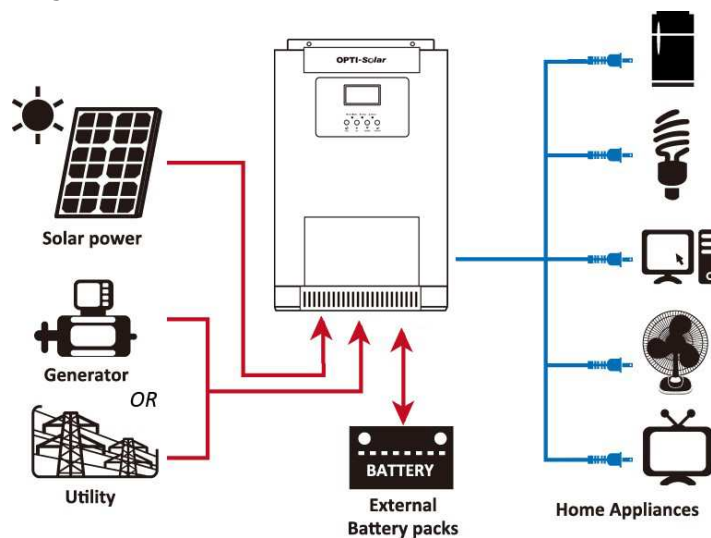 OPTI-Solar
Solar power
Generator
OR
Utility
BATTERY
External
Battery packs
Home Appliances